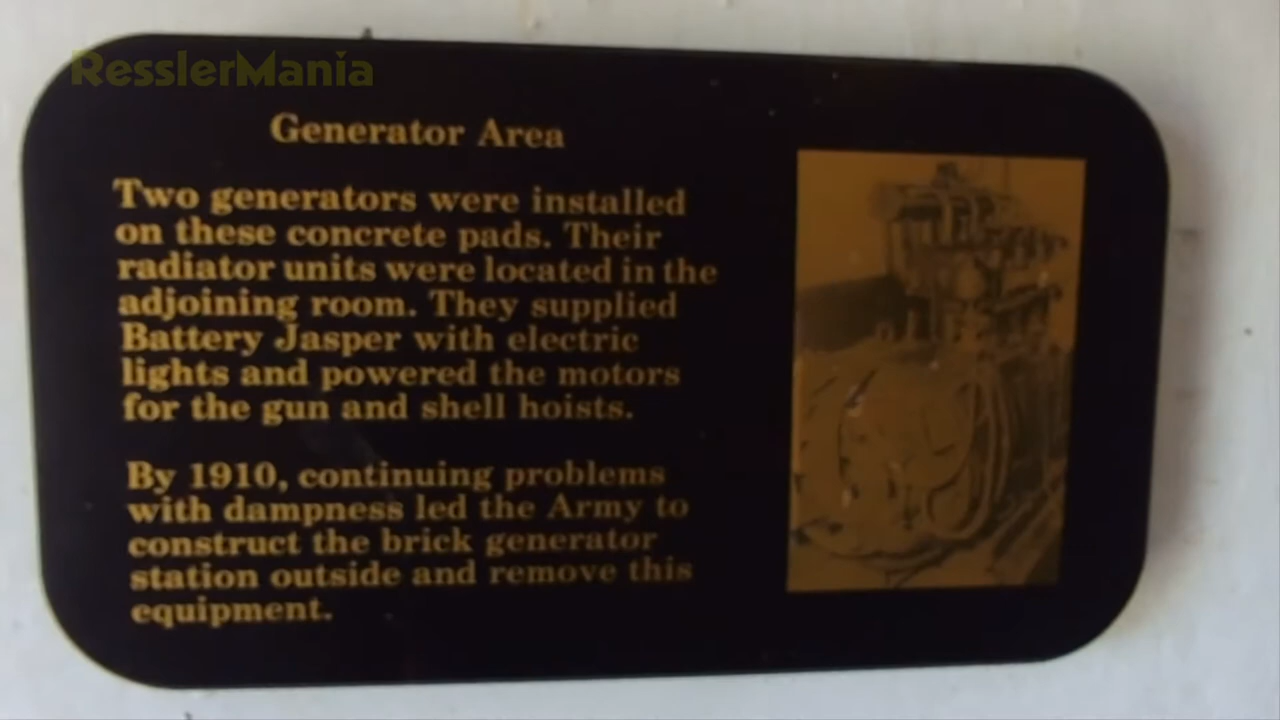 ResslerMania
Generator Area
Two generators were installed
on these concrete pads. Their
radiator units were located in the
adjoining room. They supplied
Battery Jasper with electric
lights and powered the motors
for the gun and shell hoists.
By 1910, continuing problems
with dampness led the Army to
construct the brick generator
station outside and remove this
equipment.